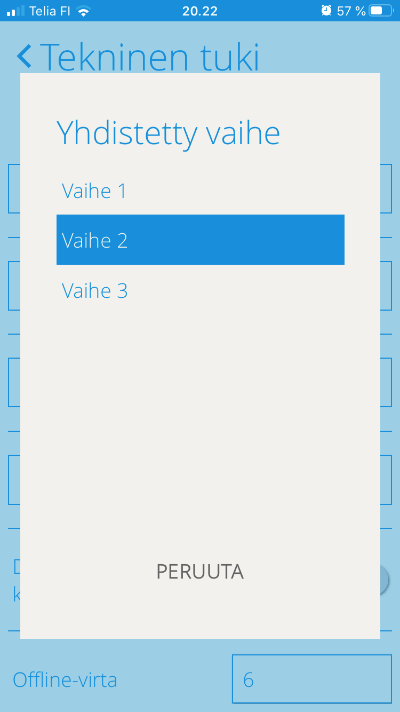 Telia FI 20.22 57 %
Tekninen tuki
Yhdistetty vaihe
Vaihe 1
Vaihe 2
Vaihe 3
PERUUTA
Offline-virta 6